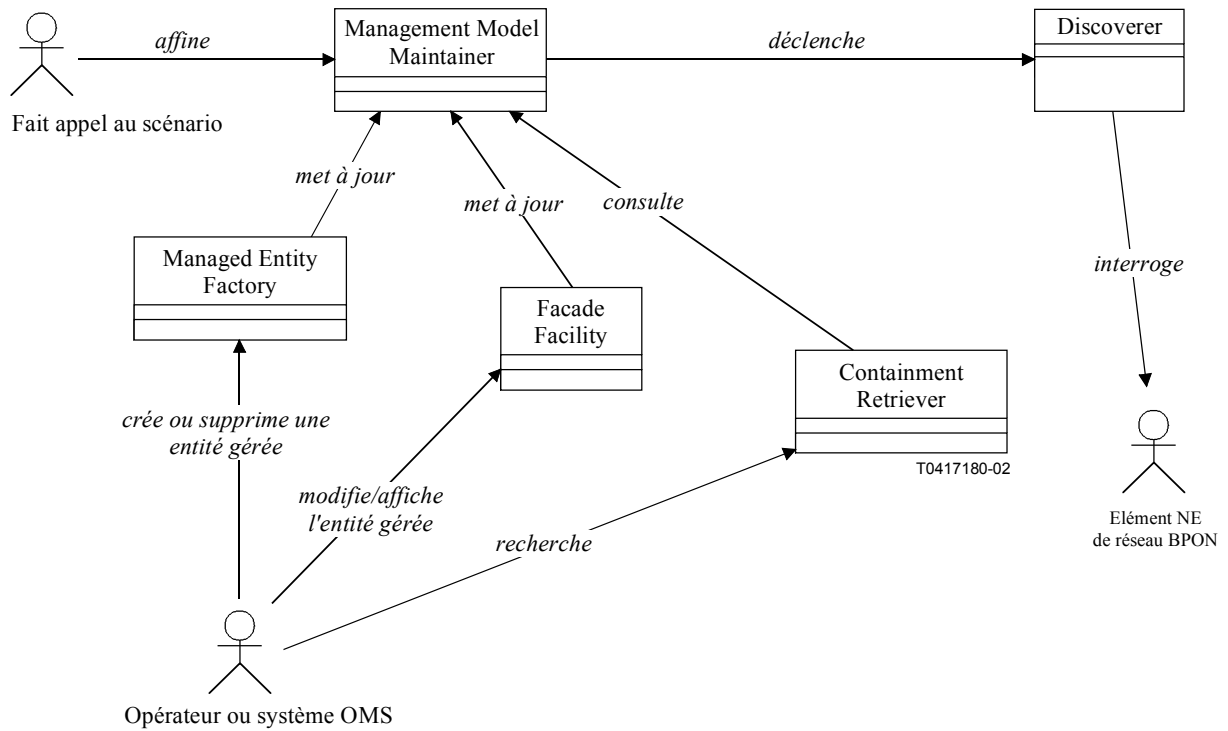 affine
Management Model
Maintainer
déclenche
Discoverer
Fait appel au scénario
met à jour
met à jour
consulte
Managed Entity
Factory
interroge
Facade
Facility
Containment
Retriever
crée ou supprime une
entité gérée
T0417180-02
modifie/affiche
l'entité gérée
recherche
Elément NE
de réseau BPON
Opérateur ou système OMS